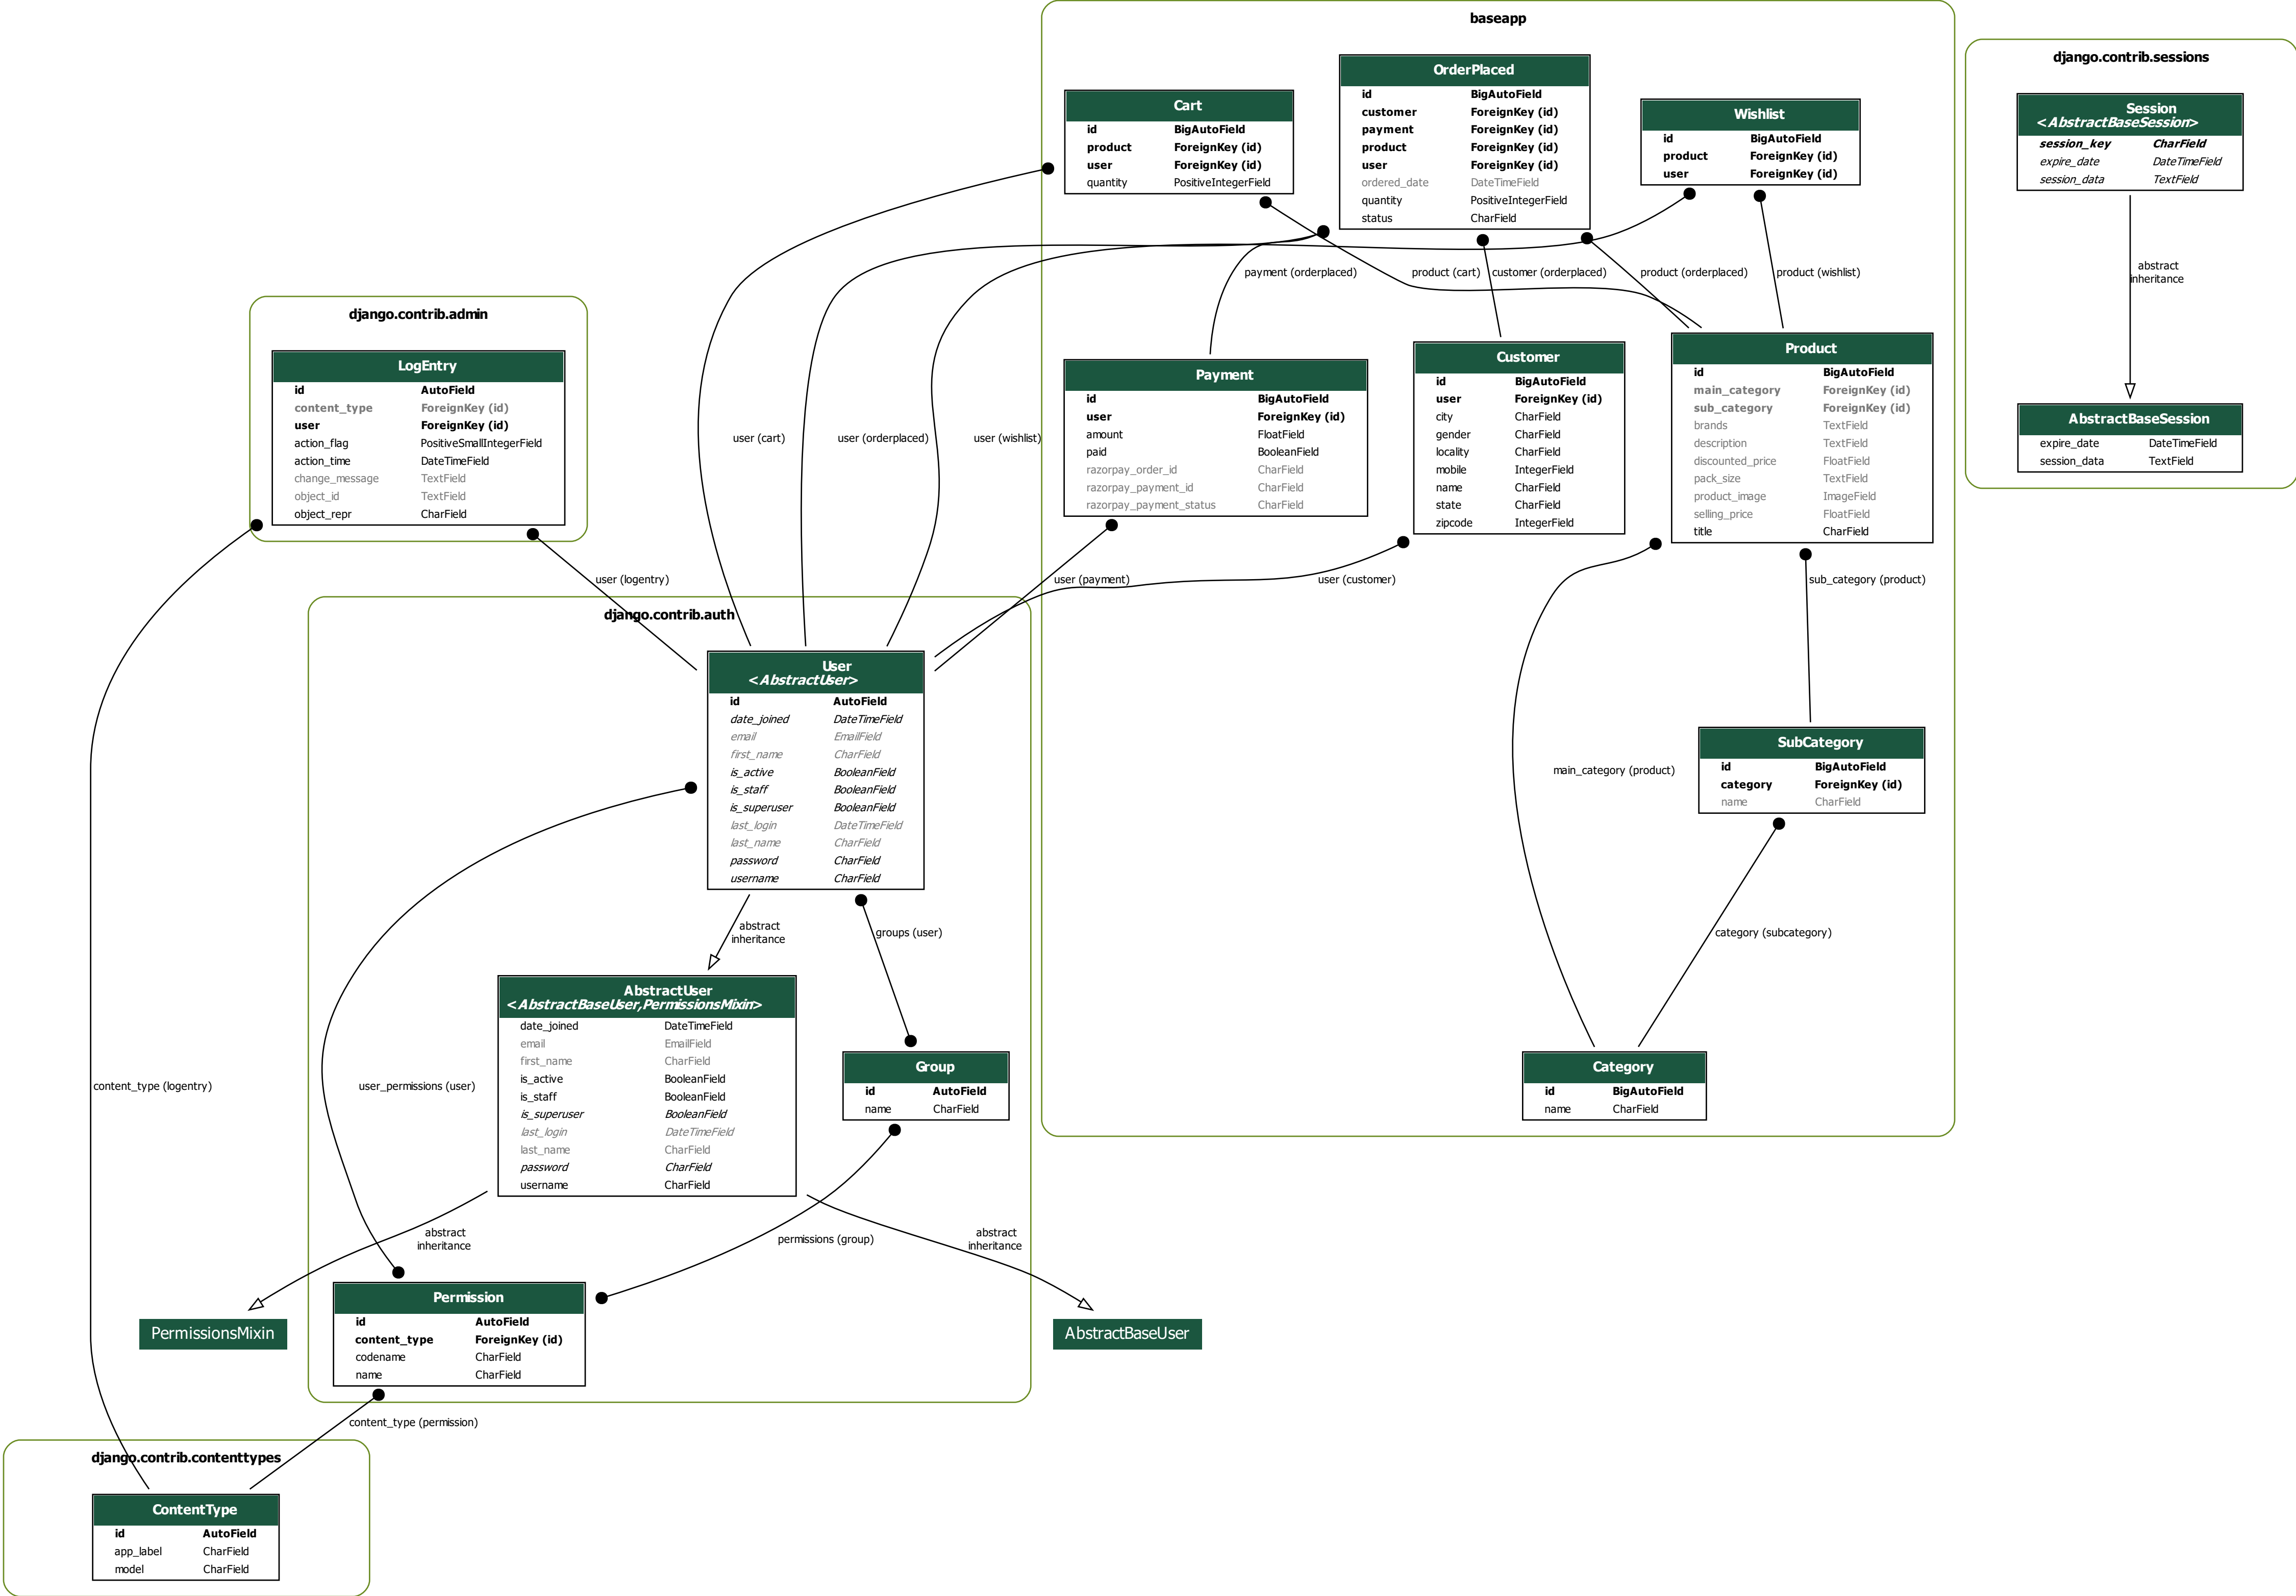 baseapp
OrderPlaced
id BigAutoField
customer ForeignKey (id)
payment ForeignKey (id)
product ForeignKey (id)
user ForeignKey (id)
ordered_date DateTimeField
quantity PositiveIntegerField
status CharField
Cart
id BigAutoField
product ForeignKey (id)
user ForeignKey (id)
quantity PositiveIntegerField
Wishlist
id BigAutoField
product ForeignKey (id)
user ForeignKey (id)
django.contrib.sessions
Session
<AbstractBaseSession>
session_key CharField
expire_date DateTimeField
session_data TextField
abstract
inheritance
AbstractBaseSession
expire_date DateTimeField
session_data TextField
payment (orderplaced)
product (cart)
customer (orderplaced)
product (orderplaced)
product (wishlist)
django.contrib.admin
LogEntry
id AutoField
content_type ForeignKey (id)
user ForeignKey (id)
action_flag PositiveSmallIntegerField
action_time DateTimeField
change_message TextField
object_id TextField
object_repr CharField
user (cart)
user (orderplaced)
user (wishlist)
Payment
id BigAutoField
user ForeignKey (id)
amount FloatField
paid BooleanField
razorpay_order_id CharField
razorpay_payment_id CharField
razorpay_payment_status CharField
Customer
id BigAutoField
user ForeignKey (id)
city CharField
gender CharField
locality CharField
mobile IntegerField
name CharField
state CharField
zipcode IntegerField
Product
id BigAutoField
main_category ForeignKey (id)
sub_category ForeignKey (id)
brands TextField
description TextField
discounted_price FloatField
pack_size TextField
product_image ImageField
selling_price FloatField
title CharField
user (logentry)
user (payment)
user (customer)
sub_category (product)
django.contrib.auth
User
<AbstractUser>
id AutoField
date_joined DateTimeField
email EmailField
first_name CharField
is_active BooleanField
is_staff BooleanField
is_superuser BooleanField
last_login DateTimeField
last_name CharField
password CharField
username CharField
main_category (product)
SubCategory
id BigAutoField
category ForeignKey (id)
name CharField
abstract
inheritance
groups (user)
category (subcategory)
AbstractUser
<AbstractBaseUser,PermissionsMixin>
date_joined DateTimeField
email EmailField
first_name CharField
is_active BooleanField
is_staff BooleanField
is_superuser BooleanField
last_login DateTimeField
last_name CharField
password CharField
username CharField
Group
id AutoField
name CharField
Category
id BigAutoField
name CharField
content_type (logentry)
user_permissions (user)
abstract
inheritance
permissions (group)
abstract
inheritance
PermissionsMixin
Permission
id AutoField
content_type ForeignKey (id)
codename CharField
name CharField
AbstractBaseUser
content_type (permission)
django.contrib.contenttypes
ContentType
id AutoField
app_label CharField
model CharField